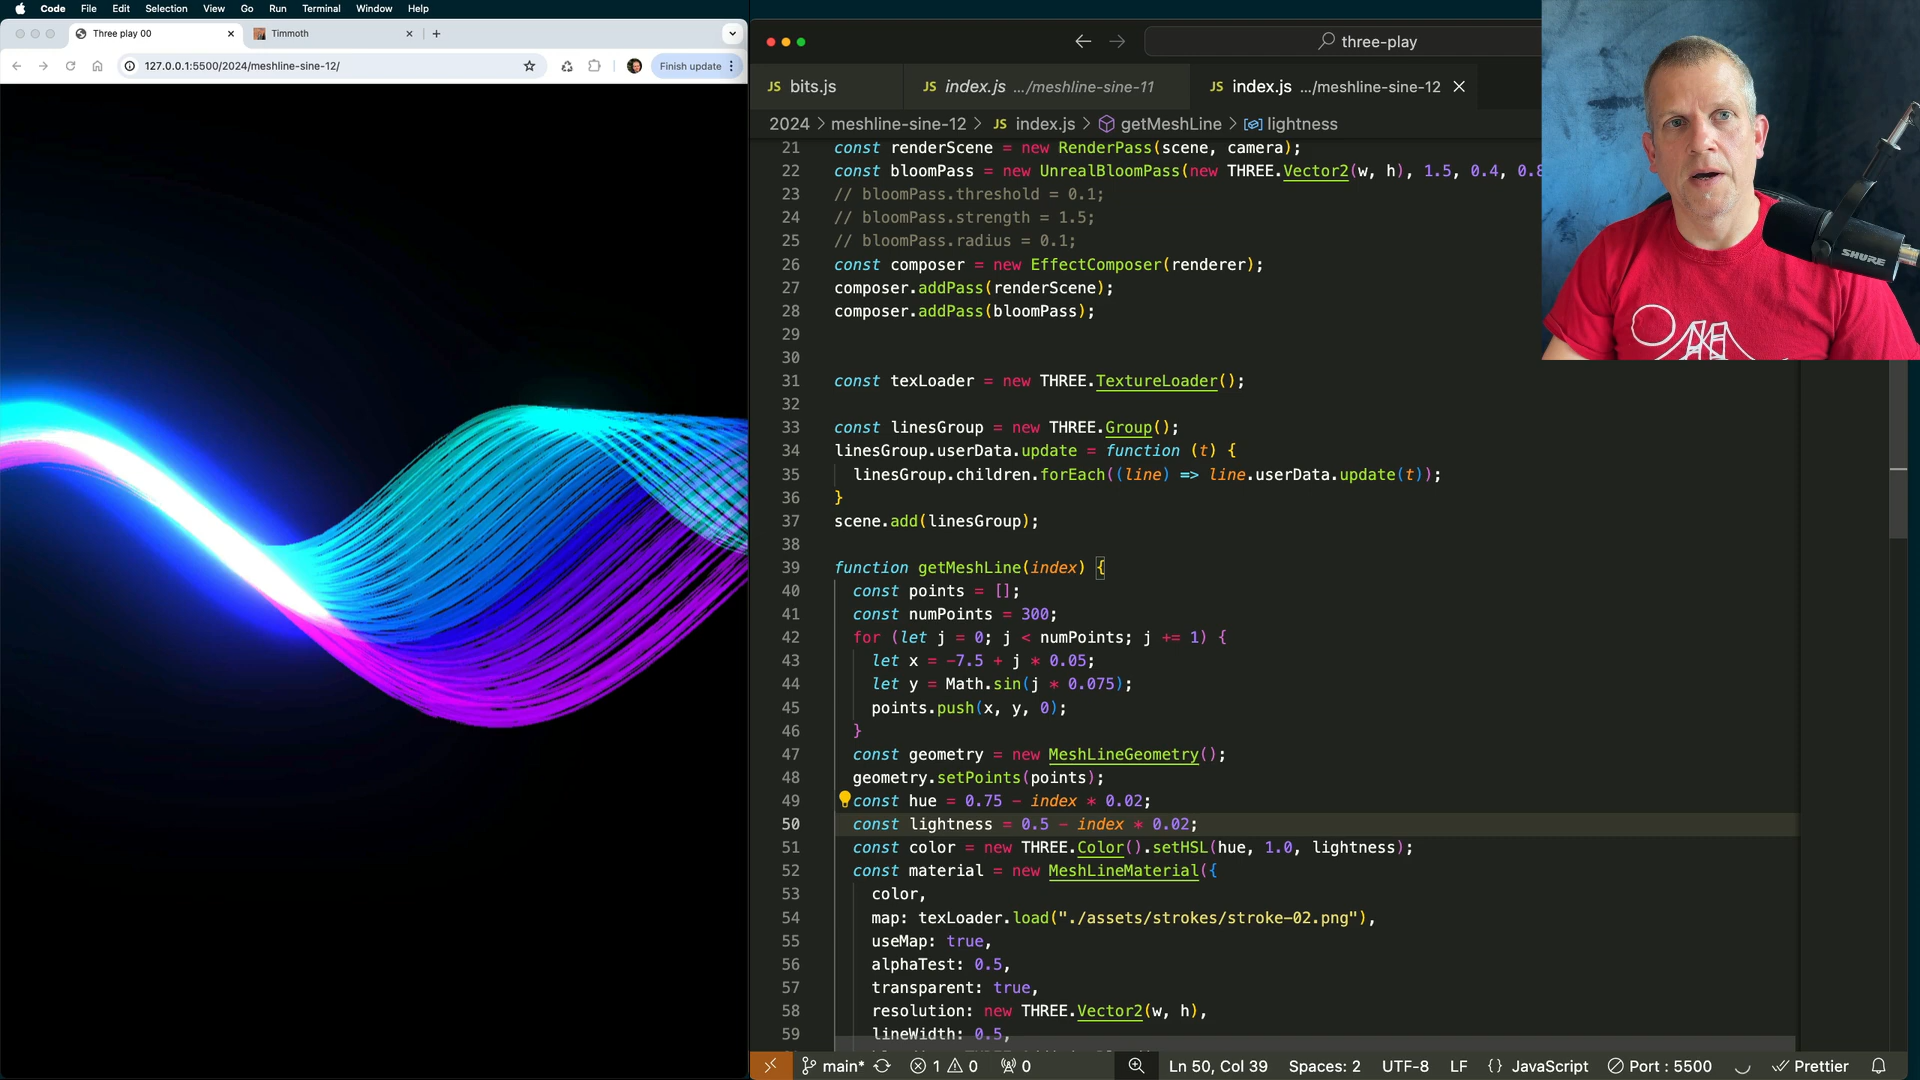 Code File Edit Selection View Go Run Terminal Window Help
Three play 00
Timmoth
127.0.0.1:5500/2024/meshline-sine-12/
Finish update
three-play
JS bits.js
JS index.js .../meshline-sine-11
JS index.js .../meshline-sine-12
2024 > meshline-sine-12 > JS index.js > getMeshLine > lightness
21 const renderScene = new RenderPass(scene, camera);
22 const bloomPass = new UnrealBloomPass(new THREE.Vector2(w, h), 1.5, 0.4, 0.8
23 // bloomPass.threshold = 0.1;
24 // bloomPass.strength = 1.5;
25 // bloomPass.radius = 0.1;
26 const composer = new EffectComposer(renderer);
27 composer.addPass(renderScene);
28 composer.addPass(bloomPass);
29
30
31 const texLoader = new THREE.TextureLoader();
32
33 const linesGroup = new THREE.Group();
34 linesGroup.userData.update = function (t) {
35 linesGroup.children.forEach((line) => line.userData.update(t));
36 }
37 scene.add(linesGroup);
38
39 function getMeshLine(index) {
40 const points = [];
41 const numPoints = 300;
42 for (let j = 0; j < numPoints; j += 1) {
43 let x = -7.5 + j * 0.05;
44 let y = Math.sin(j * 0.075);
45 points.push(x, y, 0);
46 }
47 const geometry = new MeshLineGeometry();
48 geometry.setPoints(points);
49 const hue = 0.75 - index * 0.02;
50 const lightness = 0.5 - index * 0.02;
51 const color = new THREE.Color().setHSL(hue, 1.0, lightness);
52 const material = new MeshLineMaterial({
53 color,
54 map: texLoader.load("./assets/strokes/stroke-02.png"),
55 useMap: true,
56 alphaTest: 0.5,
57 transparent: true,
58 resolution: new THREE.Vector2(w, h),
59 lineWidth: 0.5,
main* 1 0 0 Ln 50, Col 39 Spaces: 2 UTF-8 LF {} JavaScript Port : 5500 Prettier
SHURE